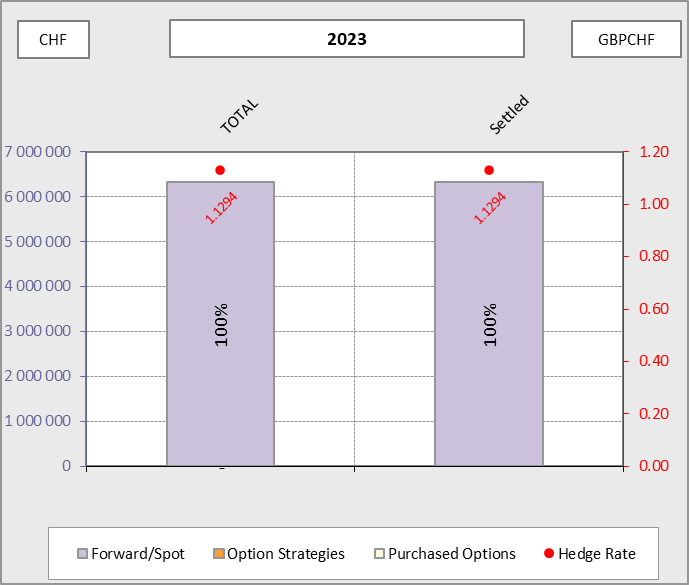 CHF
2023
GBPCHF
TOTAL
Settled
7 000 000
6 000 000
5 000 000
4 000 000
3 000 000
2 000 000
1 000 000
0
1.1294
1.1294
100%
100%
-
1.20
1.00
0.80
0.60
0.40
0.20
0.00
Forward/Spot Option Strategies Purchased Options Hedge Rate